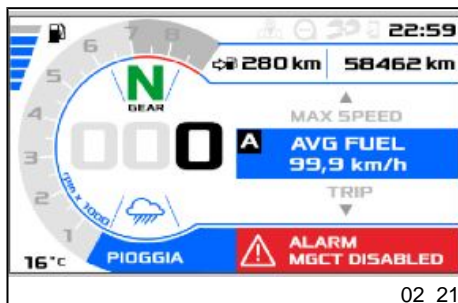 22:59
7 8
6
5
4
3
2
1
rpm x 1000
N
GEAR
280 km 58462 km
MAX SPEED
000
A AVG FUEL
99,9 km/h
TRIP
16°C
PIOGGIA
ALARM
MGCT DISABLED
02_21